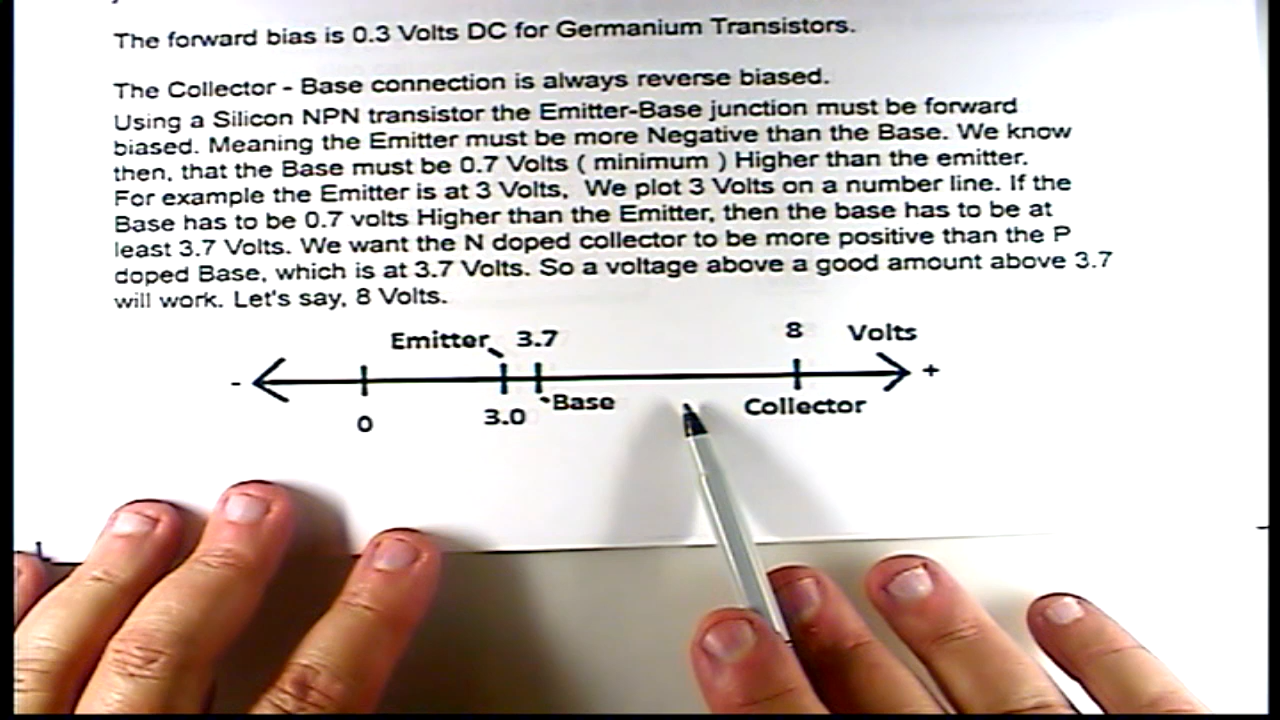 The forward bias is 0.3 Volts DC for Germanium Transistors.
The Collector - Base connection is always reverse biased.
Using a Silicon NPN transistor the Emitter-Base junction must be forward
biased. Meaning the Emitter must be more Negative than the Base. We know
then, that the Base must be 0.7 Volts ( minimum ) Higher than the emitter.
For example the Emitter is at 3 Volts, We plot 3 Volts on a number line. If the
Base has to be 0.7 volts Higher than the Emitter, then the base has to be at
least 3.7 Volts. We want the N doped collector to be more positive than the P
doped Base, which is at 3.7 Volts. So a voltage above a good amount above 3.7
will work. Let's say, 8 Volts.
Emitter 3.7 8 Volts
- +
0 3.0 Base Collector